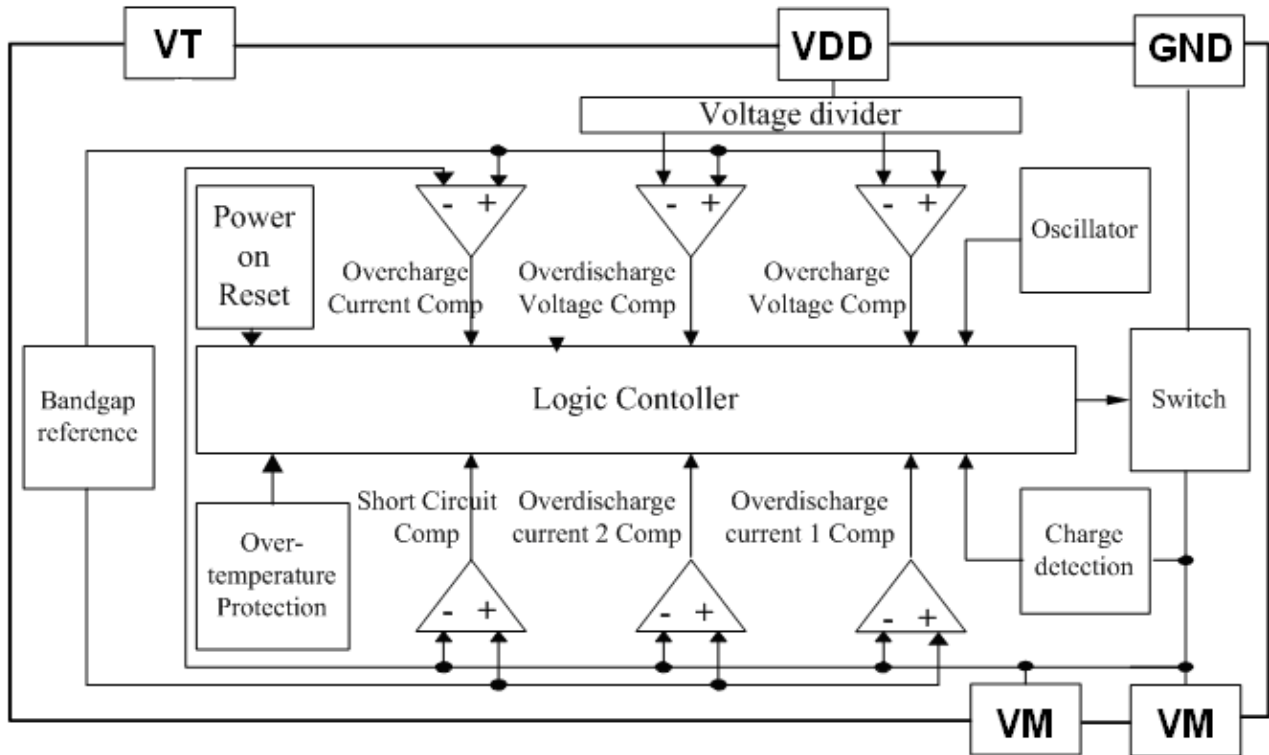 VT
VDD
GND
Voltage divider
- +
- +
- +
Power
on
Reset
Oscillator
Overcharge
Current Comp
Overdischarge
Voltage Comp
Overcharge
Voltage Comp
Bandgap
reference
Logic Contoller
Switch
Short Circuit
Comp
Overdischarge
current 2 Comp
Overdischarge
current 1 Comp
Over-
temperature
Protection
Charge
detection
- +
- +
- +
VM
VM